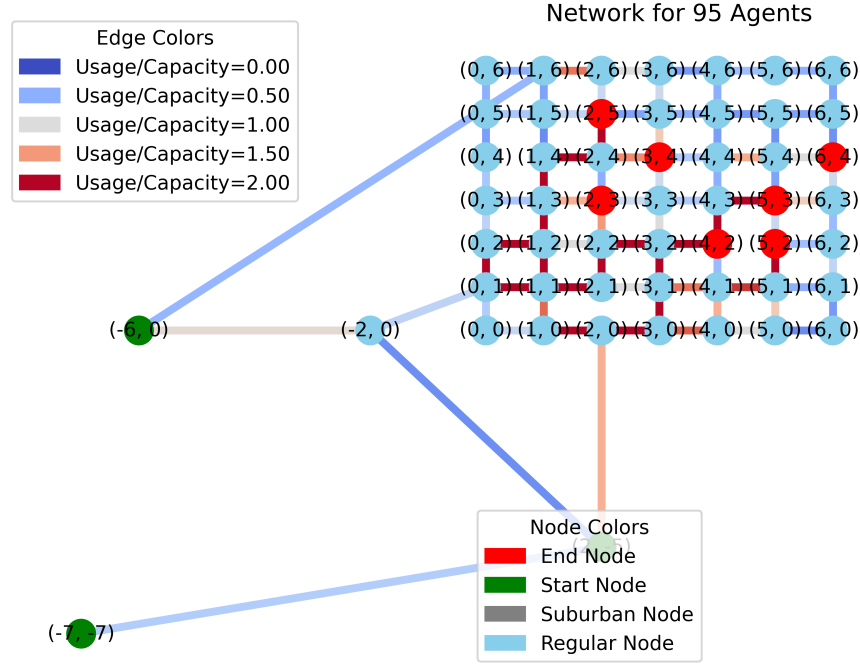 Network for 95 Agents
Edge Colors
Usage/Capacity=0.00
Usage/Capacity=0.50
Usage/Capacity=1.00
Usage/Capacity=1.50
Usage/Capacity=2.00
(0, 6) (1, 6) (2, 6) (3, 6) (4, 6) (5, 6) (6, 6)
(0, 5) (1, 5) (2, 5) (3, 5) (4, 5) (5, 5) (6, 5)
(0, 4) (1, 4) (2, 4) (3, 4) (4, 4) (5, 4) (6, 4)
(0, 3) (1, 3) (2, 3) (3, 3) (4, 3) (5, 3) (6, 3)
(0, 2) (1, 2) (2, 2) (3, 2) (4, 2) (5, 2) (6, 2)
(0, 1) (1, 1) (2, 1) (3, 1) (4, 1) (5, 1) (6, 1)
(-6, 0) (-2, 0) (0, 0) (1, 0) (2, 0) (3, 0) (4, 0) (5, 0) (6, 0)
Node Colors
End Node
Start Node
Suburban Node
Regular Node
(-7, -7)